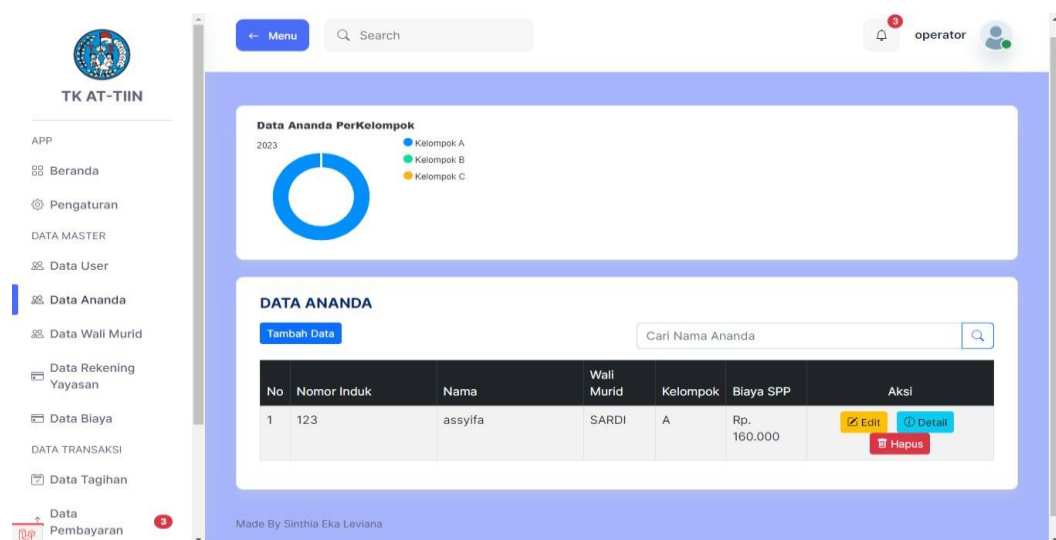 TK AT-TIIN
APP
Beranda
Pengaturan
DATA MASTER
Data User
Data Ananda
Data Wali Murid
Data Rekening
Yayasan
Data Biaya
DATA TRANSAKSI
Data Tagihan
Data
Pembayaran
3
← Menu
Search
3
operator
Data Ananda PerKelompok
2023
Kelompok A
Kelompok B
Kelompok C
DATA ANANDA
Tambah Data
Cari Nama Ananda
No Nomor Induk Nama Wali Murid Kelompok Biaya SPP Aksi
1 123 assyifa SARDI A Rp. 160.000 Edit Detail
Hapus
Made By Sinthia Eka Leviana